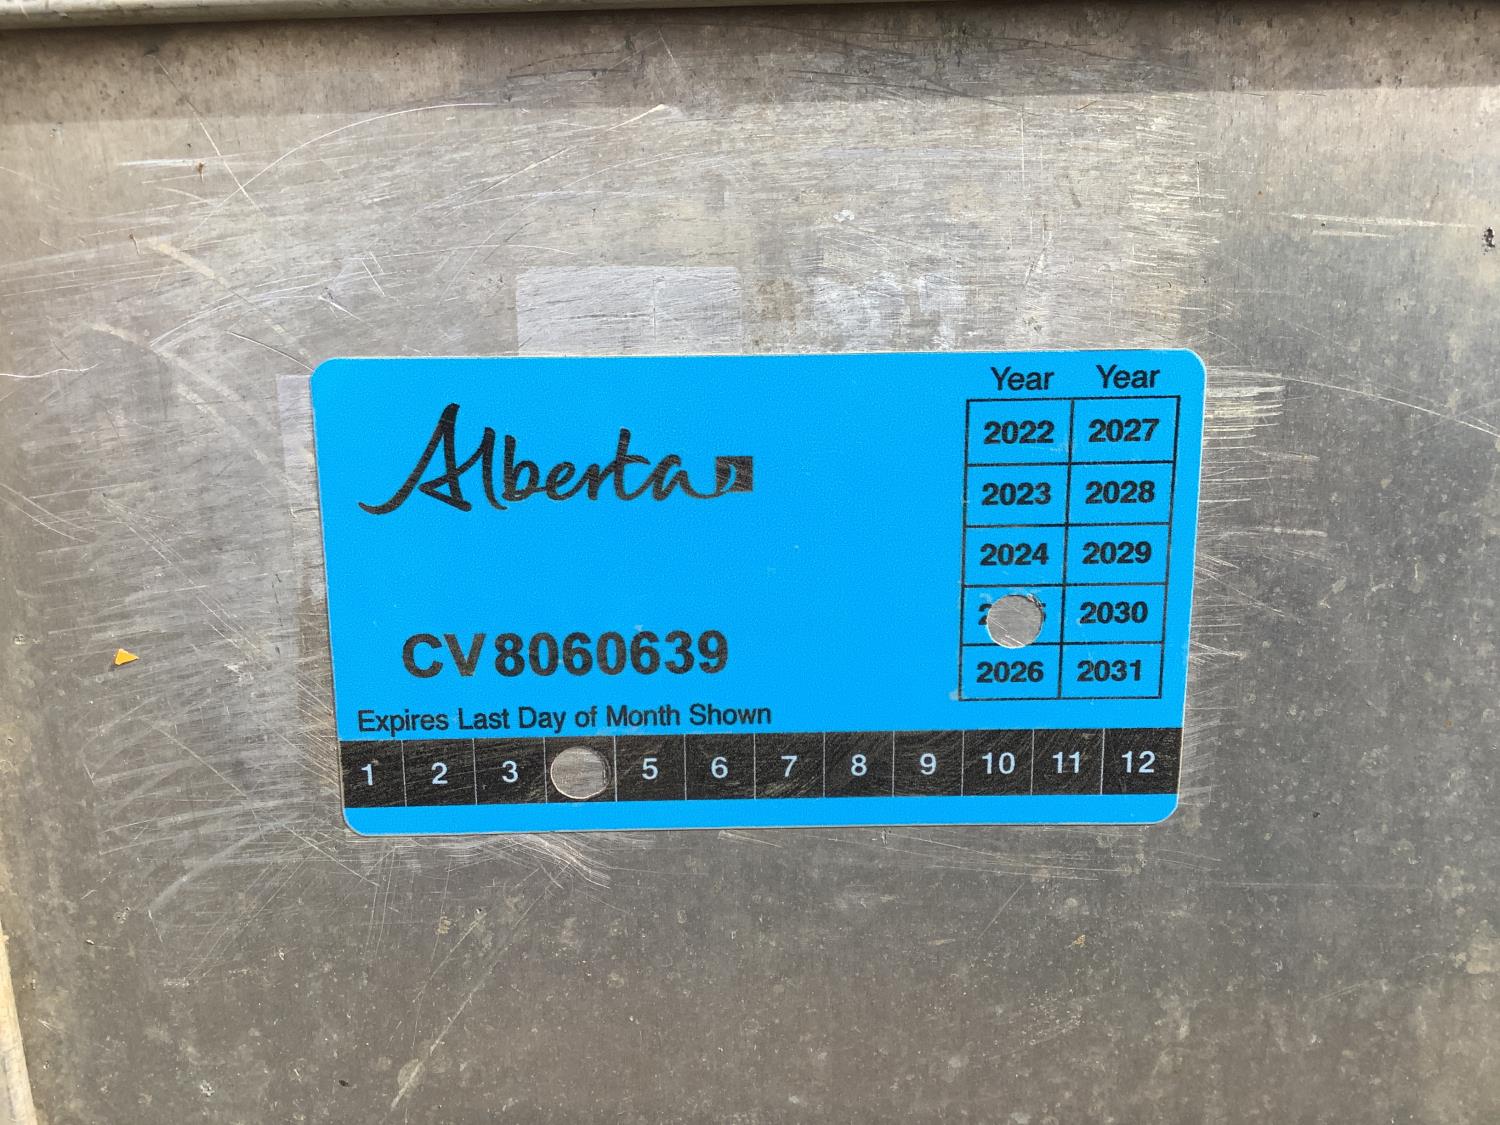 Alberta
Year Year
2022 2027
2023 2028
2024 2029
2030
2026 2031
CV8060639
Expires Last Day of Month Shown
1 2 3 5 6 7 8 9 10 11 12